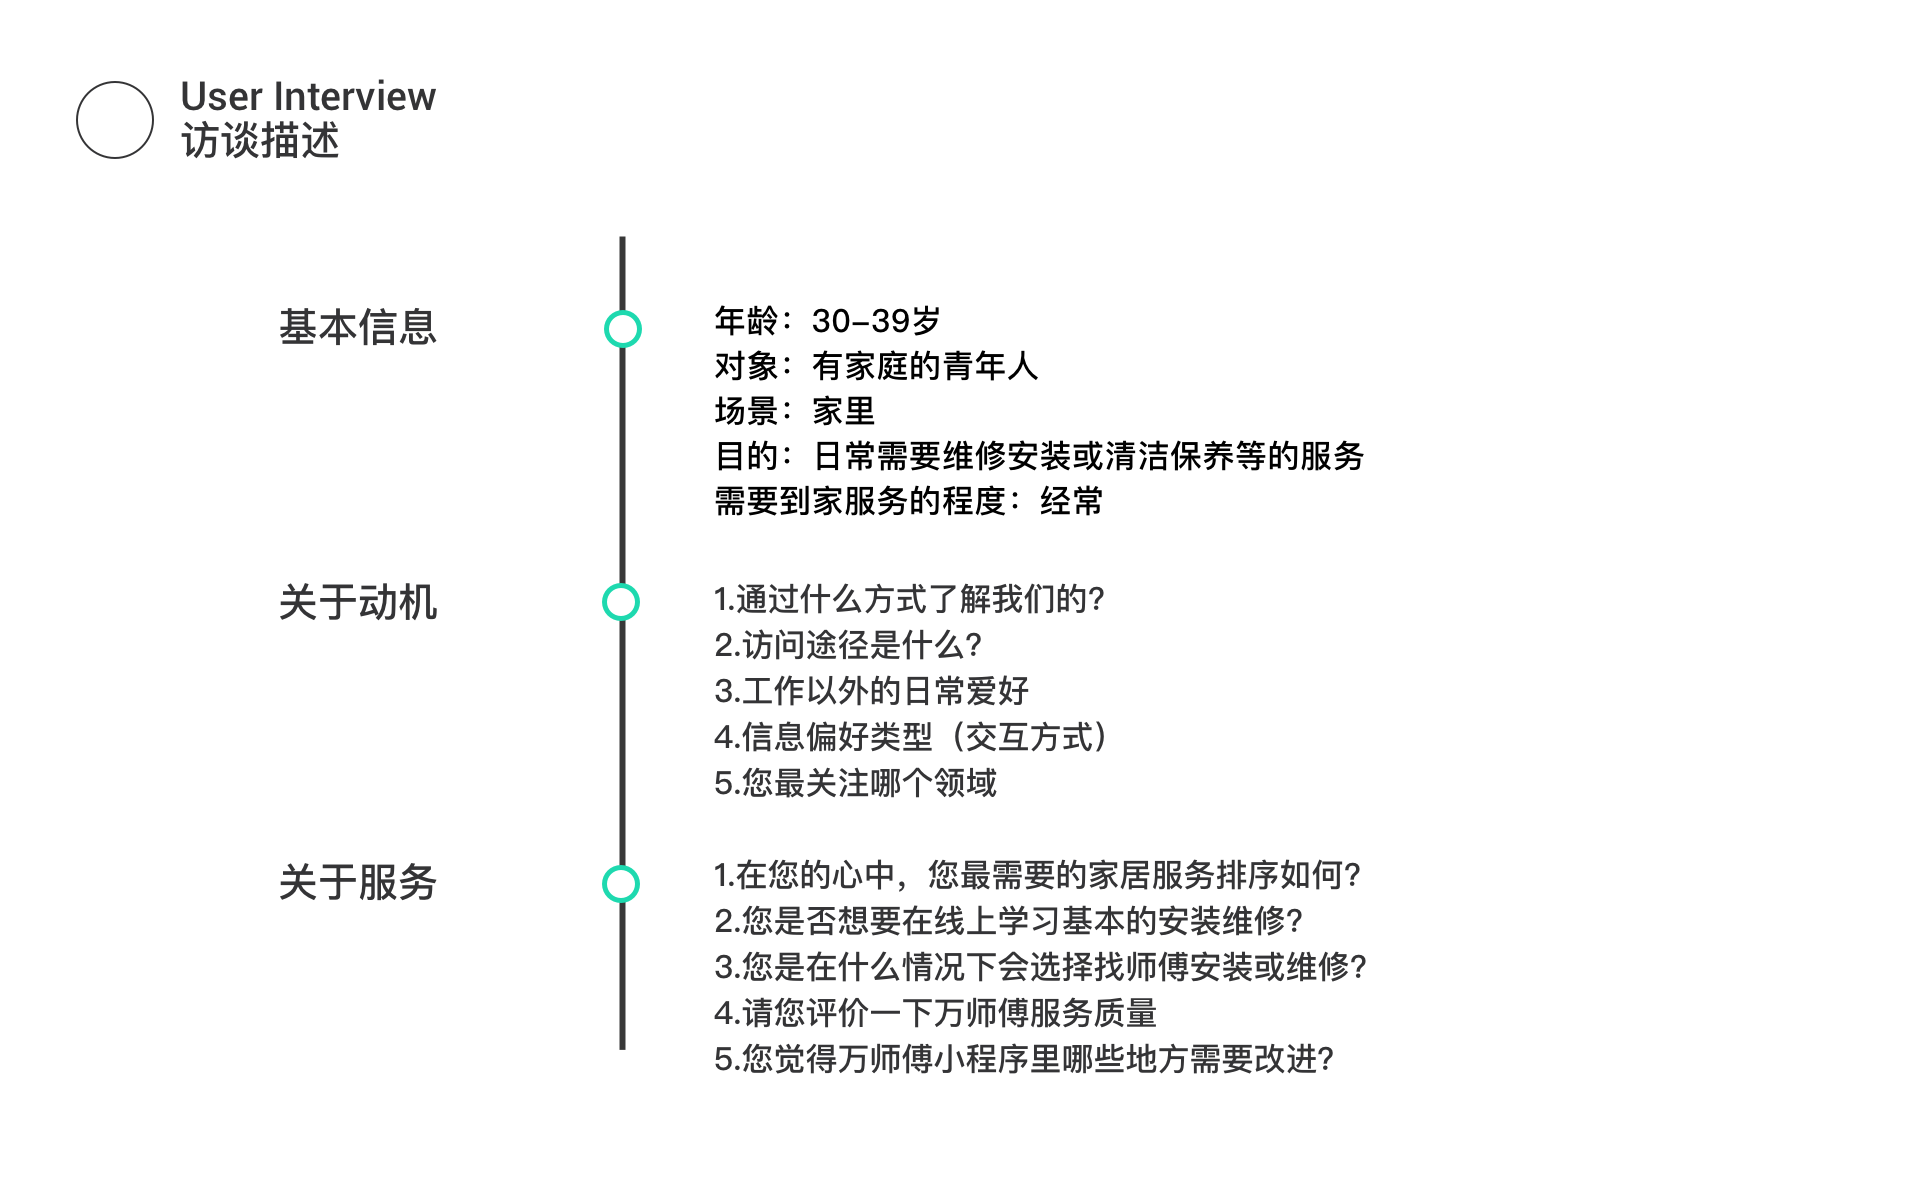 User Interview
访谈描述
基本信息
年龄：30-39岁
对象：有家庭的青年人
场景：家里
目的：日常需要维修安装或清洁保养等的服务
需要到家服务的程度：经常
关于动机
1.通过什么方式了解我们的?
2.访问途径是什么?
3.工作以外的日常爱好
4.信息偏好类型（交互方式）
5.您最关注哪个领域
关于服务
1.在您的心中，您最需要的家居服务排序如何?
2.您是否想要在线上学习基本的安装维修?
3.您是在什么情况下会选择找师傅安装或维修?
4.请您评价一下万师傅服务质量
5.您觉得万师傅小程序里哪些地方需要改进?